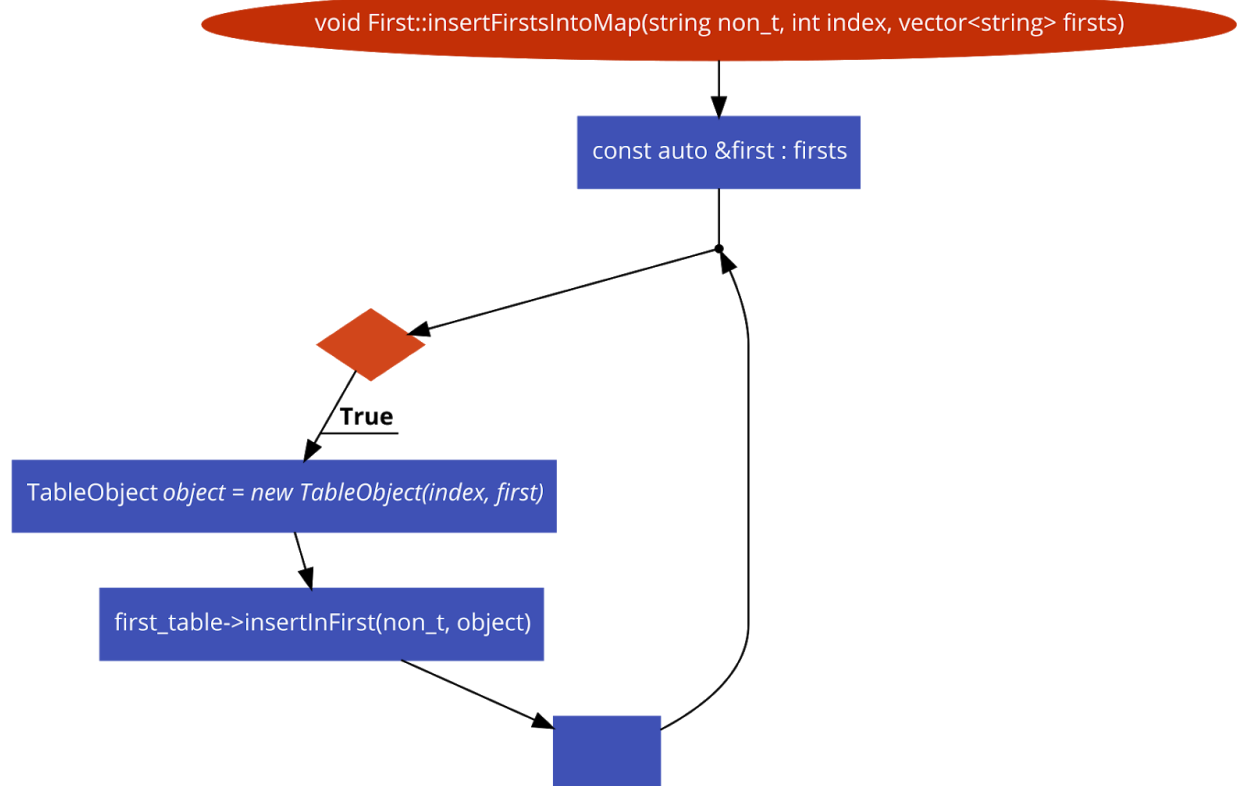 void First::insertFirstsIntoMap(string non_t, int index, vector<string> firsts)
const auto &first : firsts
True
TableObject object = new TableObject(index, first)
first_table->insertInFirst(non_t, object)